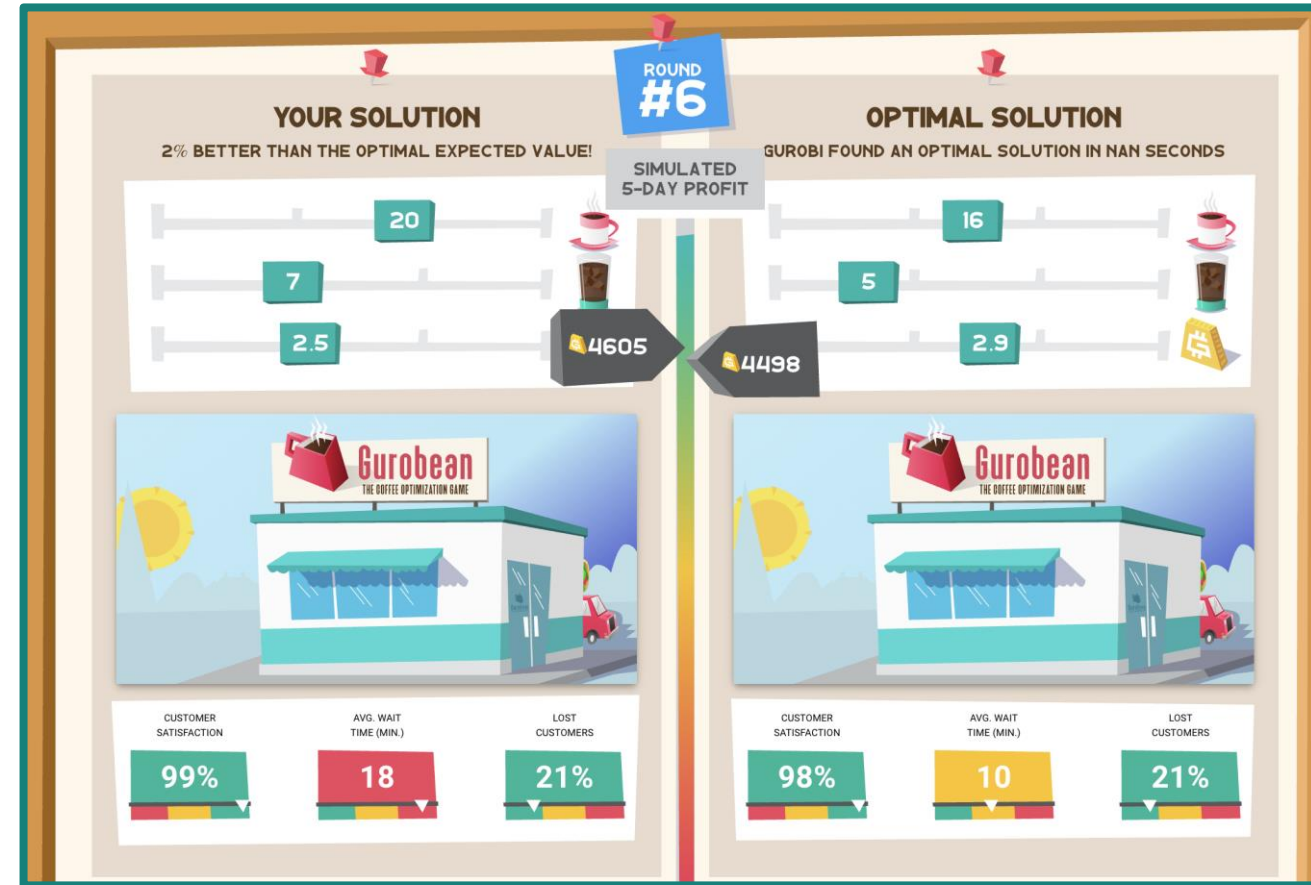 ROUND
#6
YOUR SOLUTION
2% BETTER THAN THE OPTIMAL EXPECTED VALUE!
SIMULATED
5-DAY PROFIT
OPTIMAL SOLUTION
GUROBI FOUND AN OPTIMAL SOLUTION IN NAN SECONDS
20
7
2.5
4605
4498
16
5
2.9
Gurobean
THE COFFEE OPTIMIZATION GAME
CUSTOMER
SATISFACTION
99%
AVG. WAIT
TIME (MIN.)
18
LOST
CUSTOMERS
21%
Gurobean
THE COFFEE OPTIMIZATION GAME
CUSTOMER
SATISFACTION
98%
AVG. WAIT
TIME (MIN.)
10
LOST
CUSTOMERS
21%